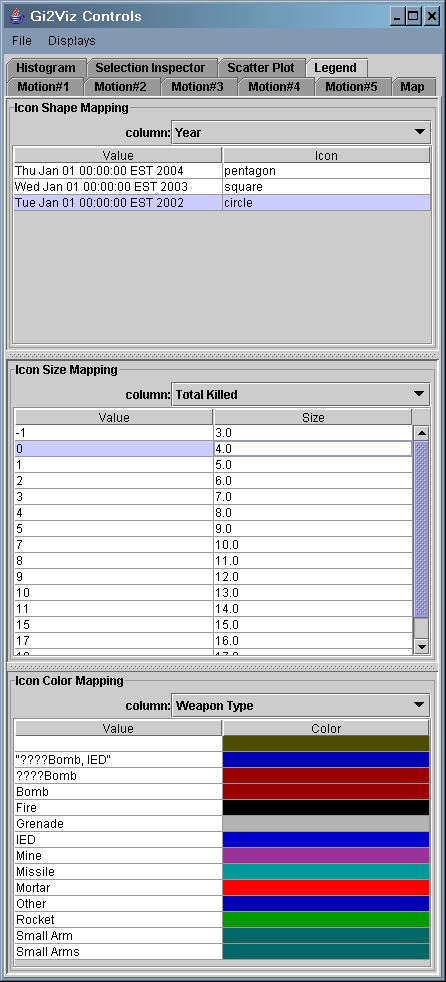 Gi2Viz Controls
File Displays
Histogram Selection Inspector Scatter Plot Legend
Motion#1 Motion#2 Motion#3 Motion#4 Motion#5 Map
Icon Shape Mapping
column: Year
Value Icon
Thu Jan 01 00:00:00 EST 2004 pentagon
Wed Jan 01 00:00:00 EST 2003 square
Tue Jan 01 00:00:00 EST 2002 circle
Icon Size Mapping
column: Total Killed
Value Size
-1 3.0
0 4.0
1 5.0
2 6.0
3 7.0
4 8.0
5 9.0
7 10.0
8 11.0
9 12.0
10 13.0
11 14.0
15 15.0
17 16.0
Icon Color Mapping
column: Weapon Type
Value Color
"????Bomb, IED"
????Bomb
Bomb
Fire
Grenade
IED
Mine
Missile
Mortar
Other
Rocket
Small Arm
Small Arms